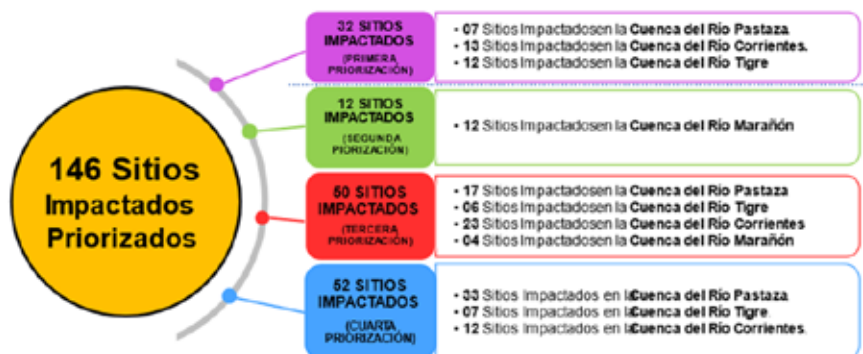 146 Sitios
Impactados
Priorizados
32 SITIOS
IMPACTADOS
(PRIMERA
PRIORIZACIÓN)
• 07 Sitios Impactadosen la Cuenca del Río Pastaza
• 13 Sitios Impactadosen la Cuenca del Río Corrientes.
• 12 Sitios Impactadosen la Cuenca del Río Tigre
12 SITIOS
IMPACTADOS
(SEGUNDA
PIORIZACIÓN)
• 12 Sitios Impactadosen la Cuenca del Río Marañón
50 SITIOS
IMPACTADOS
(TERCERA
PRIORIZACIÓN)
• 17 Sitios Impactadosen la Cuenca del Río Pastaza
• 06 Sitios Impactadosen la Cuenca del Río Tigre
• 23 Sitios Impactadosen la Cuenca del Río Corrientes
• 04 Sitios Impactadosen la Cuenca del Río Marañón
52 SITIOS
IMPACTADOS
(CUARTA
PRIORIZACIÓN)
• 33 Sitios Impactados en la Cuenca del Río Pastaza
• 07 Sitios Impactados en la Cuenca del Río Tigre.
• 12 Sitios Impactados en la Cuenca del Río Corrientes.